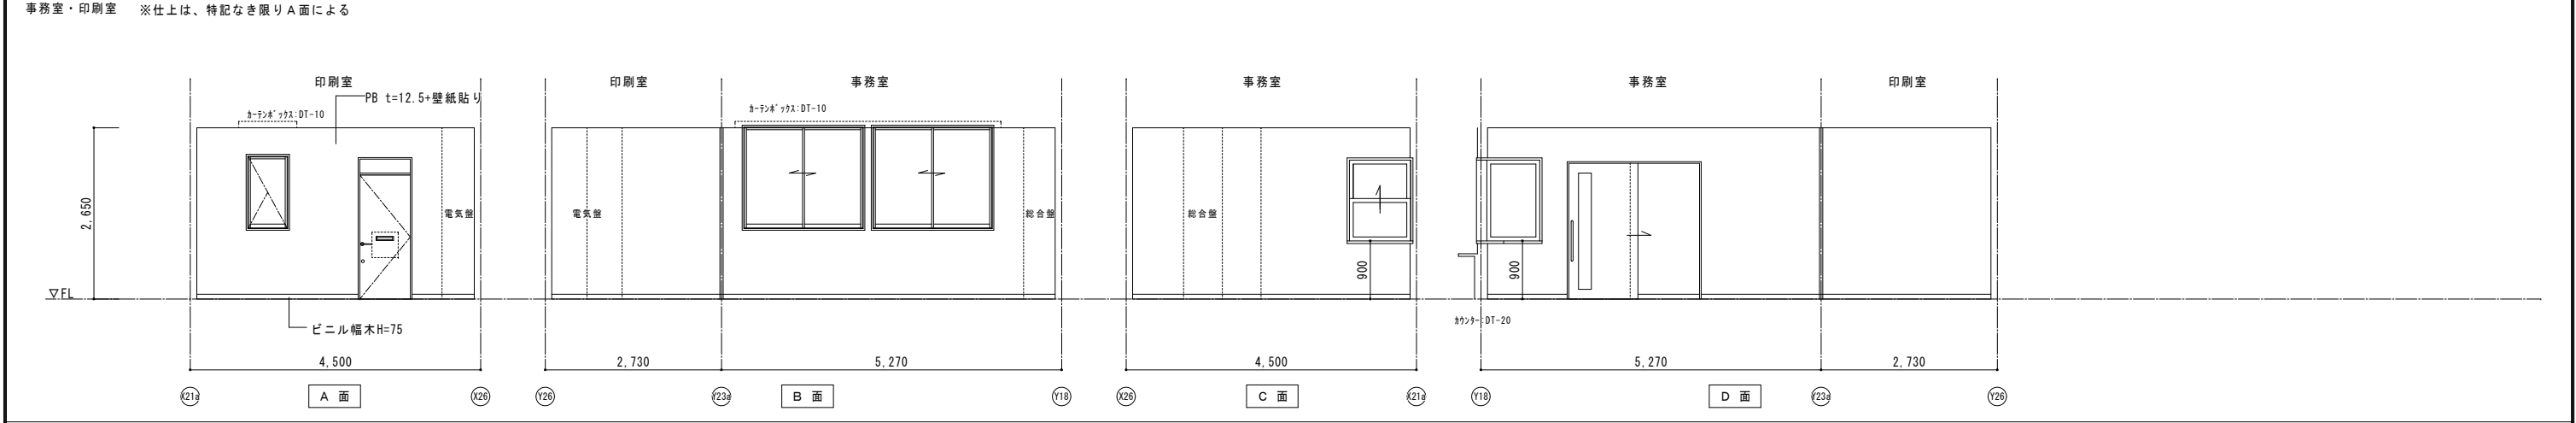 事務室・印刷室　※仕上は、特記なき限りA面による
印刷室
PB t=12.5+壁紙貼り
ｶｰﾃﾝﾎﾞｯｸｽ:DT-10
電気盤
2,650
▽FL
ビニル幅木H=75
4,500
X21a
A 面
X26
印刷室
事務室
ｶｰﾃﾝﾎﾞｯｸｽ:DT-10
電気盤
総合盤
2,730
5,270
Y26
Y23a
B 面
Y18
事務室
総合盤
900
4,500
X26
C 面
X21a
事務室
印刷室
900
ｶｳﾝﾀｰ:DT-20
5,270
2,730
Y18
D 面
Y23a
Y26